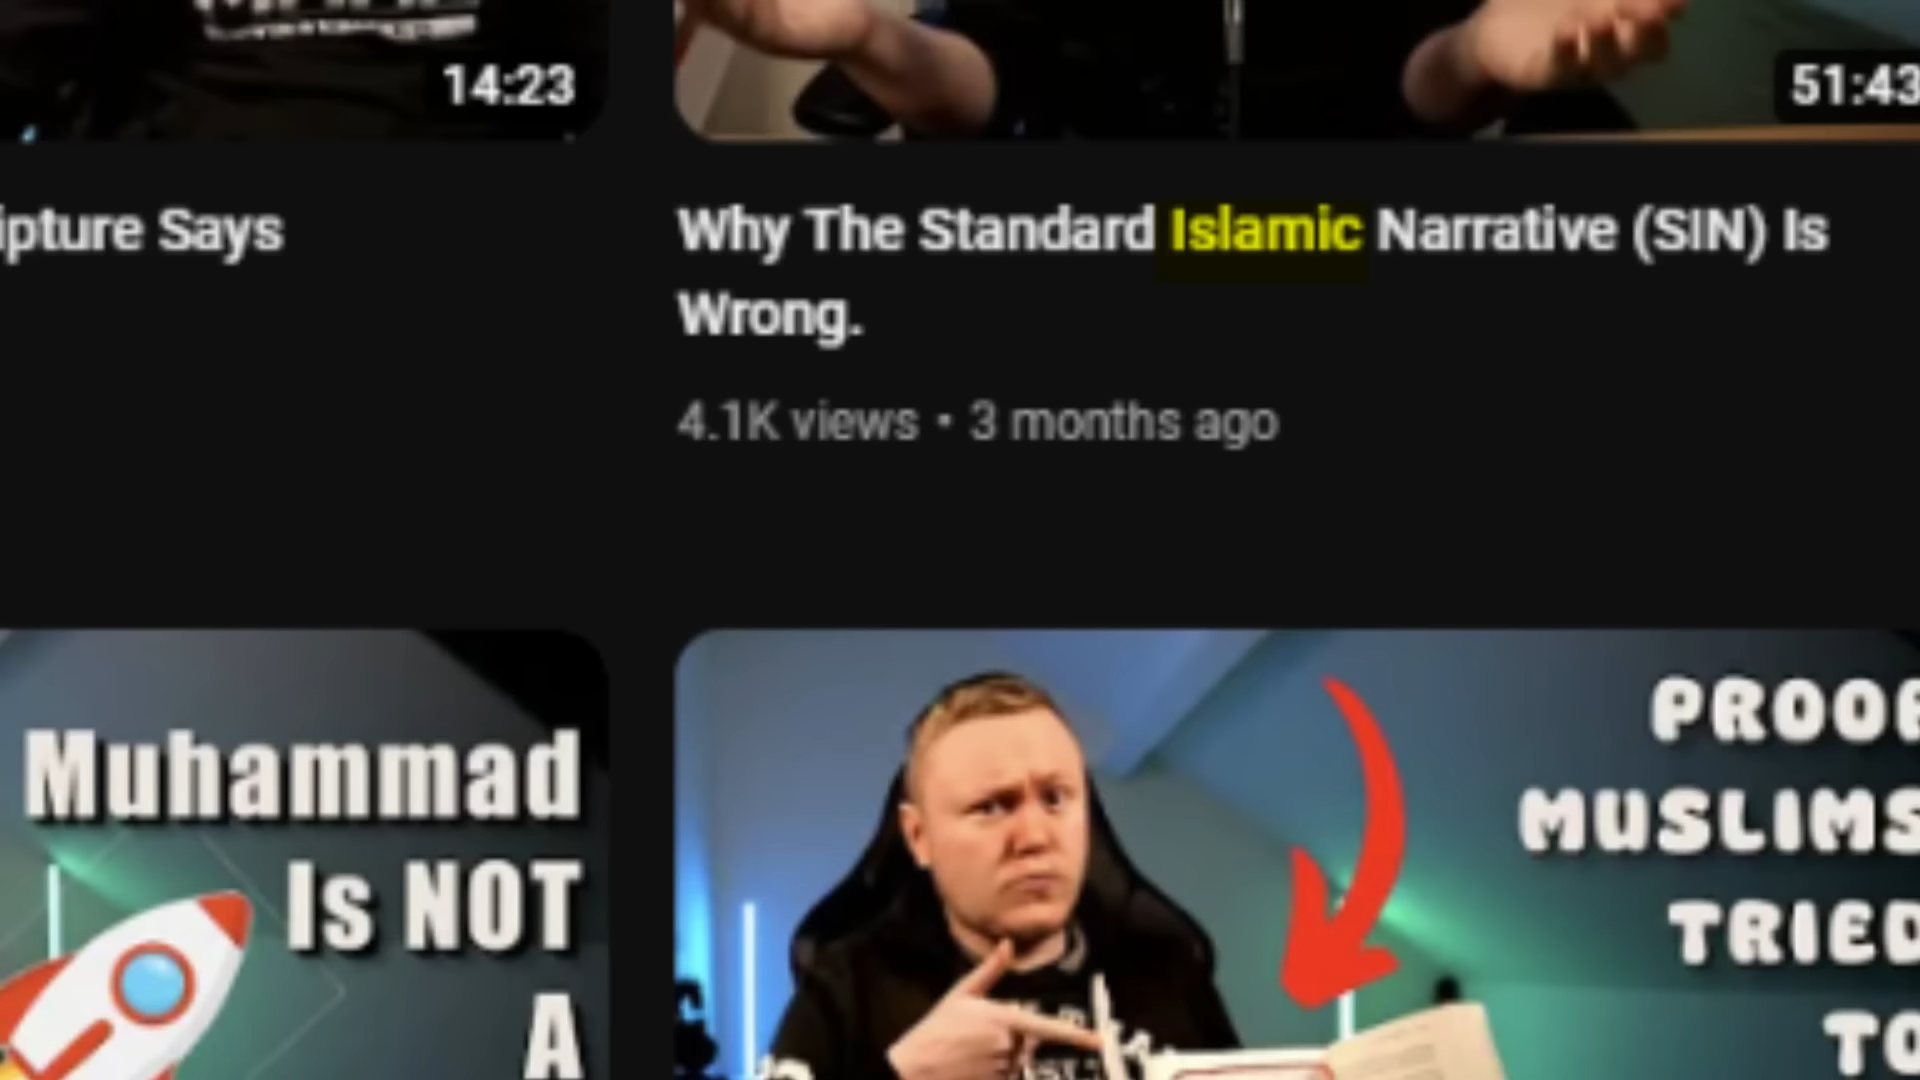 14:23
51:43
ipture Says
Why The Standard Islamic Narrative (SIN) Is
Wrong.
4.1K views • 3 months ago
Muhammad
Is NOT
A
PROOF
MUSLIMS
TRIED
TO